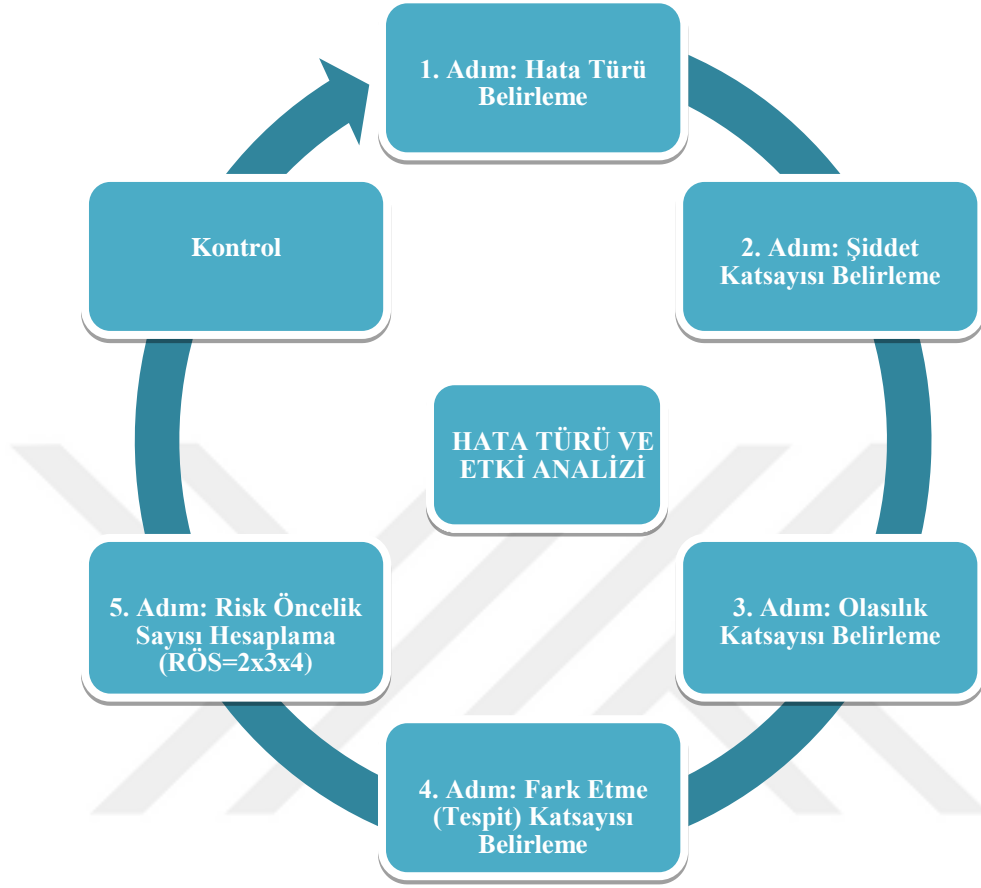 1. Adım: Hata Türü
Belirleme
2. Adım: Şiddet
Katsayısı Belirleme
3. Adım: Olasılık
Katsayısı Belirleme
4. Adım: Fark Etme
(Tespit) Katsayısı
Belirleme
5. Adım: Risk Öncelik
Sayısı Hesaplama
(RÖS=2x3x4)
Kontrol
HATA TÜRÜ VE
ETKİ ANALİZİ